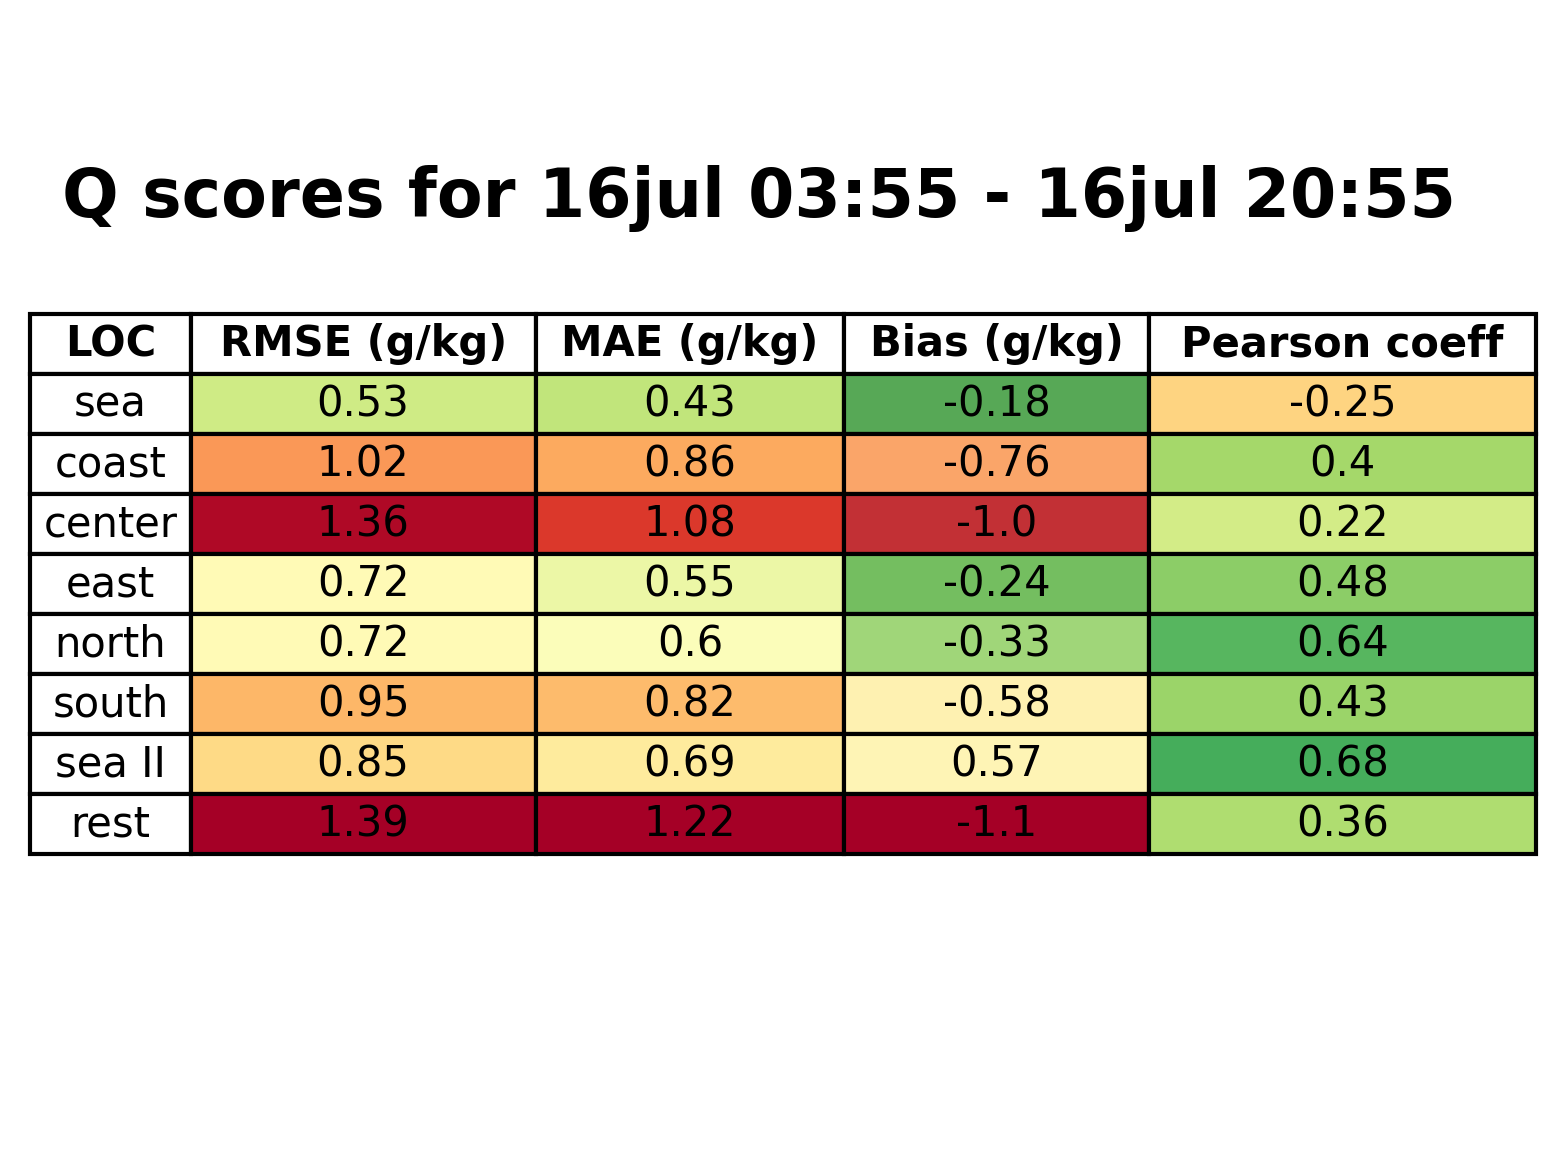 Q scores for 16jul 03:55 - 16jul 20:55
LOC RMSE (g/kg) MAE (g/kg) Bias (g/kg) Pearson coeff
sea 0.53 0.43 -0.18 -0.25
coast 1.02 0.86 -0.76 0.4
center 1.36 1.08 -1.0 0.22
east 0.72 0.55 -0.24 0.48
north 0.72 0.6 -0.33 0.64
south 0.95 0.82 -0.58 0.43
sea II 0.85 0.69 0.57 0.68
rest 1.39 1.22 -1.1 0.36